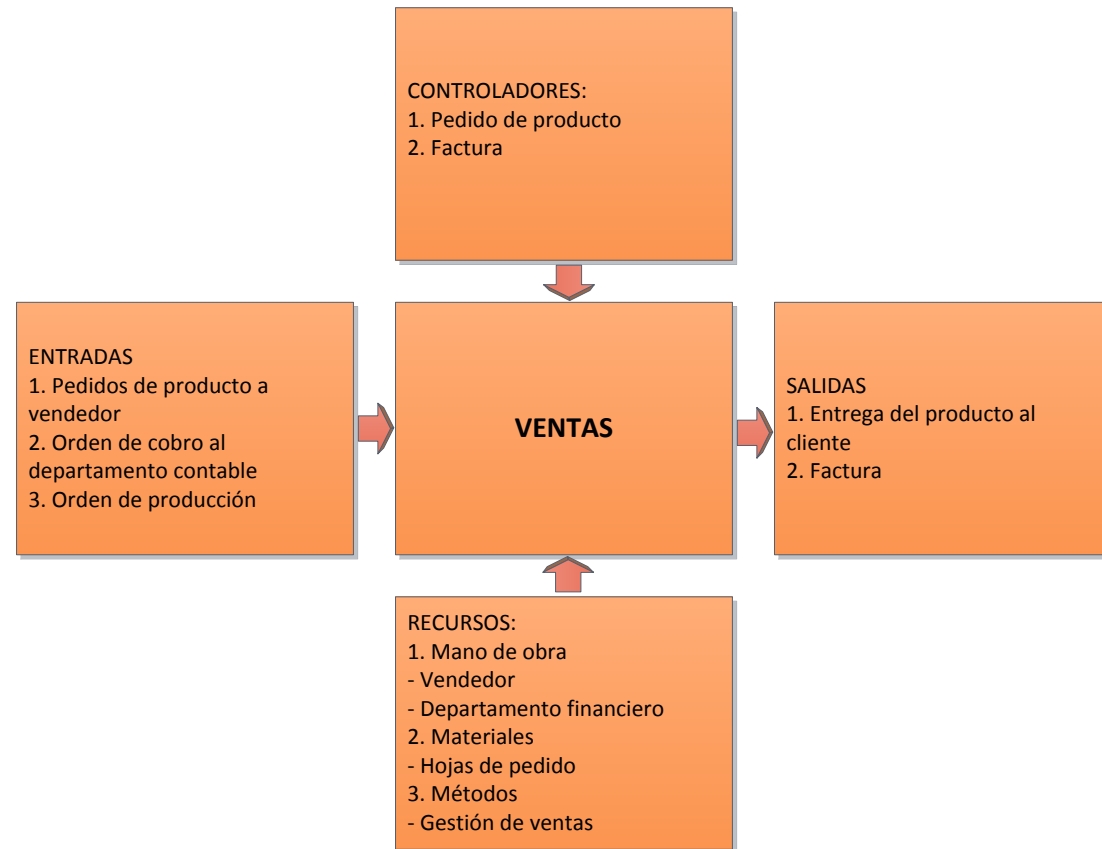 CONTROLADORES:
1. Pedido de producto
2. Factura
ENTRADAS
1. Pedidos de producto a
vendedor
2. Orden de cobro al
departamento contable
3. Orden de producción
VENTAS
SALIDAS
1. Entrega del producto al
cliente
2. Factura
RECURSOS:
1. Mano de obra
- Vendedor
- Departamento financiero
2. Materiales
- Hojas de pedido
3. Métodos
- Gestión de ventas